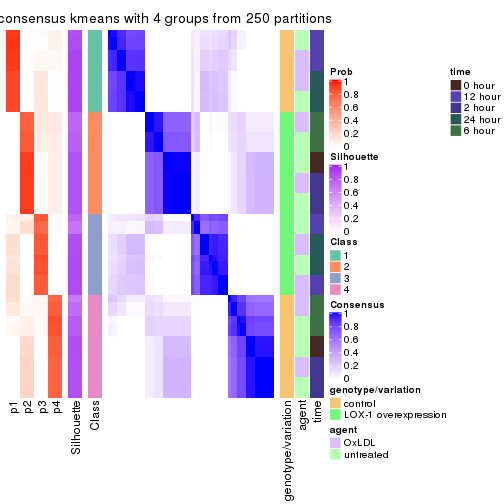 consensus kmeans with 4 groups from 250 partitions
Prob
1
0.8
0.6
0.4
0.2
0
Silhouette
1
0.8
0.6
0.4
0.2
0
Class
1
2
3
4
Consensus
1
0.8
0.6
0.4
0.2
0
genotype/variation
control
LOX-1 overexpression
agent
OxLDL
untreated
time
0 hour
12 hour
2 hour
24 hour
6 hour
p1
p2
p3
p4
Silhouette
Class
genotype/variation
agent
time